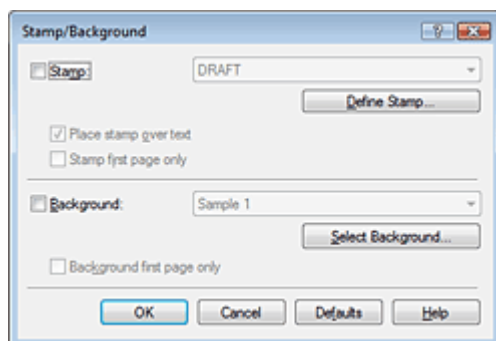 Stamp/Background
Stamp: DRAFT
Define Stamp...
Place stamp over text
Stamp first page only
Background: Sample 1
Select Background...
Background first page only
OK Cancel Defaults Help